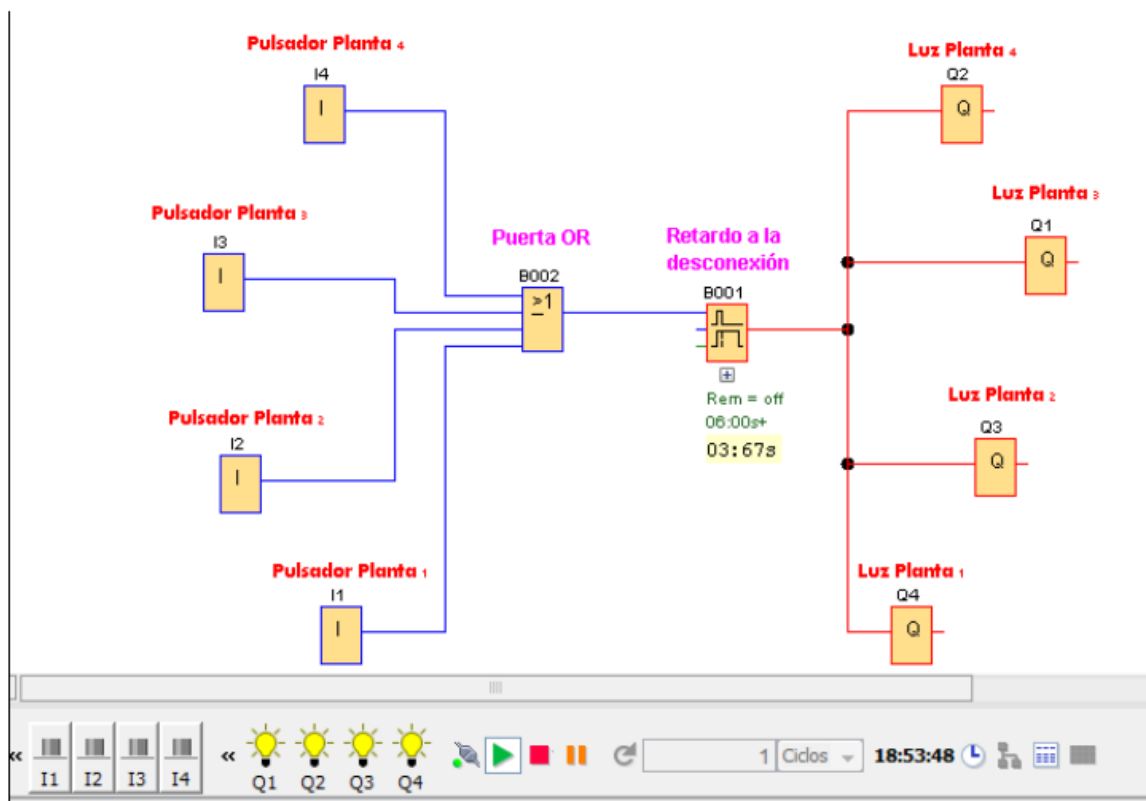 Pulsador Planta 4
I4
I
Luz Planta 4
Q2
Q
Pulsador Planta 3
I3
I
Luz Planta 3
Q1
Q
Puerta OR
B002
≥1
Retardo a la
desconexión
B001
Rem = off
06:00s+
03:67s
Pulsador Planta 2
I2
I
Luz Planta 2
Q3
Q
Pulsador Planta 1
I1
I
Luz Planta 1
Q4
Q
« I1 I2 I3 I4 « Q1 Q2 Q3 Q4 1 Ciclos 18:53:48